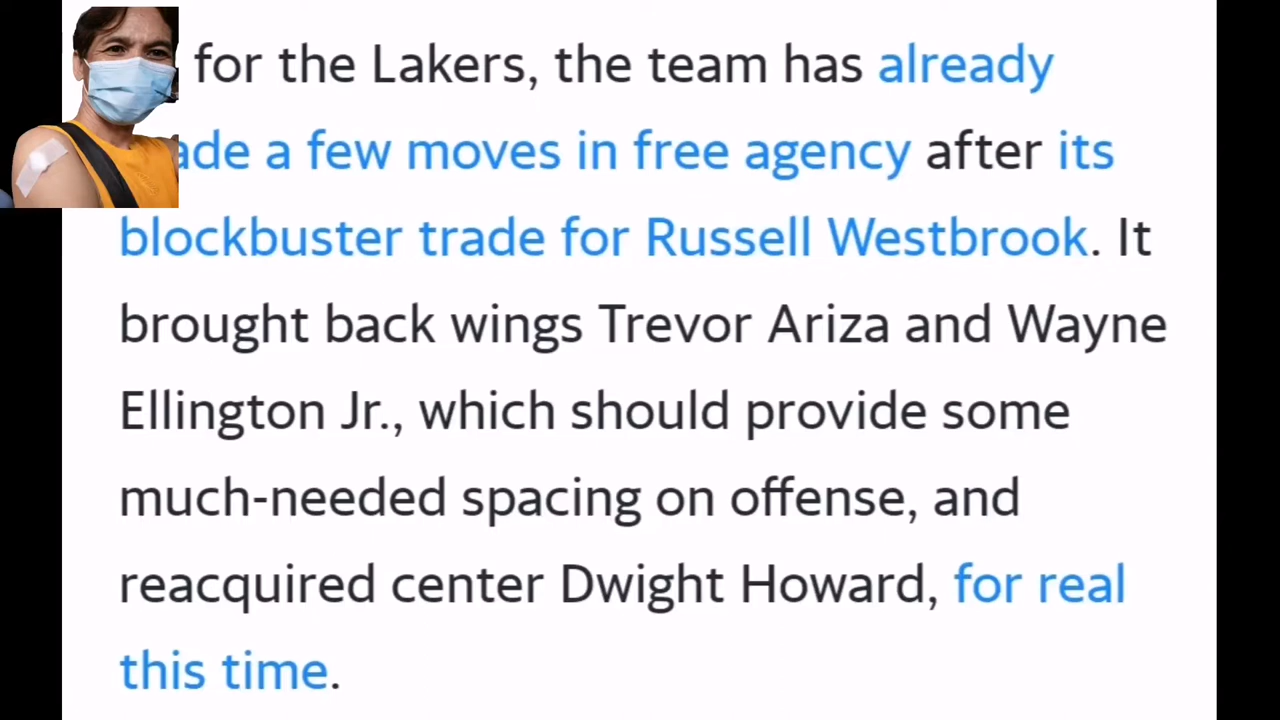 for the Lakers, the team has already
ade a few moves in free agency after its
blockbuster trade for Russell Westbrook. It
brought back wings Trevor Ariza and Wayne
Ellington Jr., which should provide some
much-needed spacing on offense, and
reacquired center Dwight Howard, for real
this time.